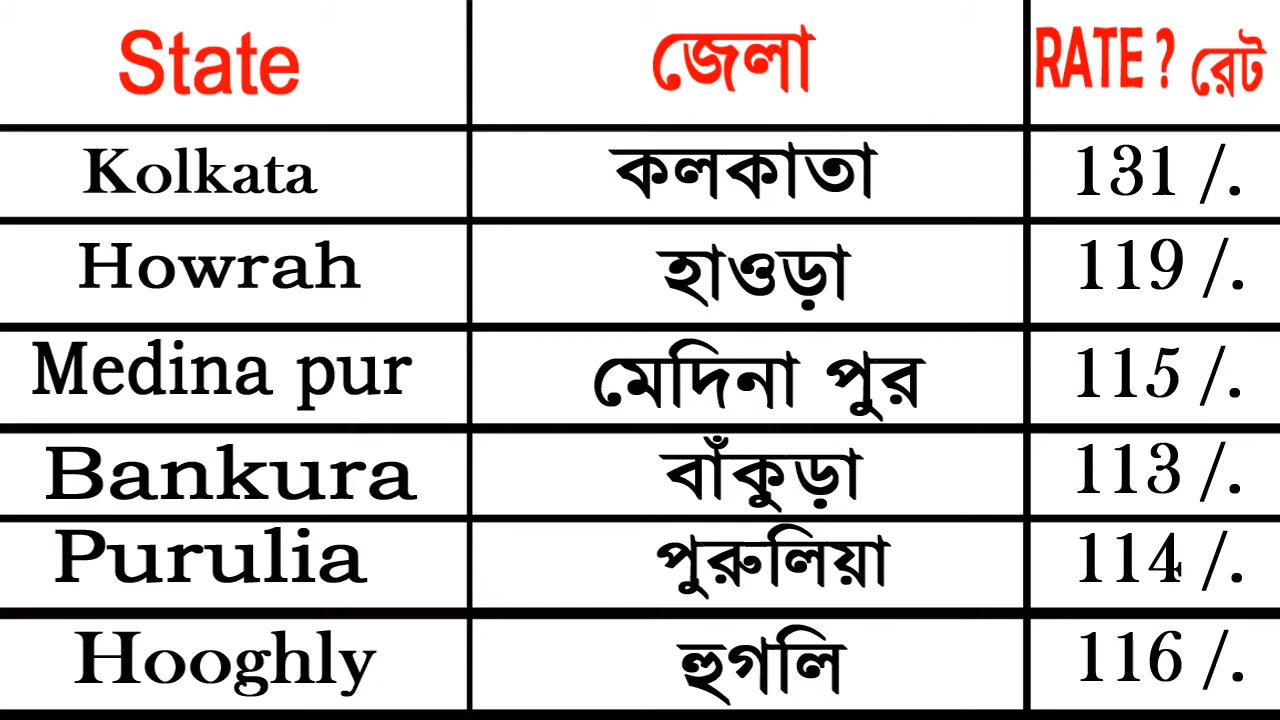 State জেলা RATE ? রেট
Kolkata কলকাতা 131 /.
Howrah হাওড়া 119 /.
Medina pur মেদিনা পুর 115 /.
Bankura বাঁকুড়া 113 /.
Purulia পুরুলিয়া 114 /.
Hooghly হুগলি 116 /.